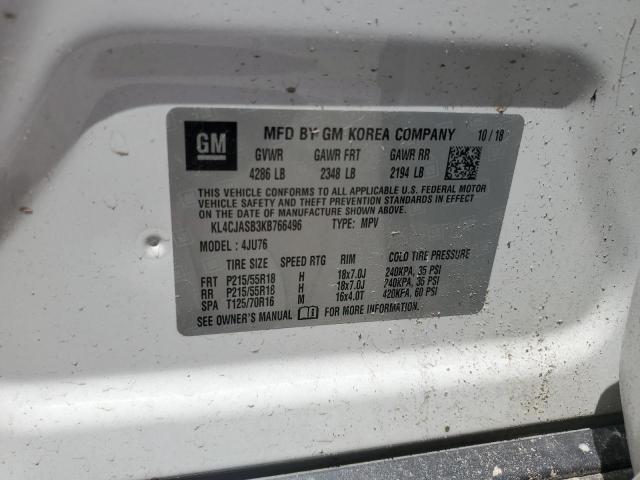 GM MFD BY GM KOREA COMPANY 10/18
GVWR GAWR FRT GAWR RR
4286 LB 2348 LB 2194 LB
THIS VEHICLE CONFORMS TO ALL APPLICABLE U.S. FEDERAL MOTOR
VEHICLE SAFETY AND THEFT PREVENTION STANDARDS IN EFFECT ON
THE DATE OF MANUFACTURE SHOWN ABOVE.
KL4CJASB3KB766496 TYPE: MPV
MODEL: 4JU76
TIRE SIZE SPEED RTG RIM COLD TIRE PRESSURE
FRT P215/55R18 H 18x7.0J 240KPA, 35 PSI
RR P215/55R18 H 18x7.0J 240KPA, 35 PSI
SPA T125/70R16 M 16x4.0T 420KPA, 60 PSI
SEE OWNER'S MANUAL FOR MORE INFORMATION